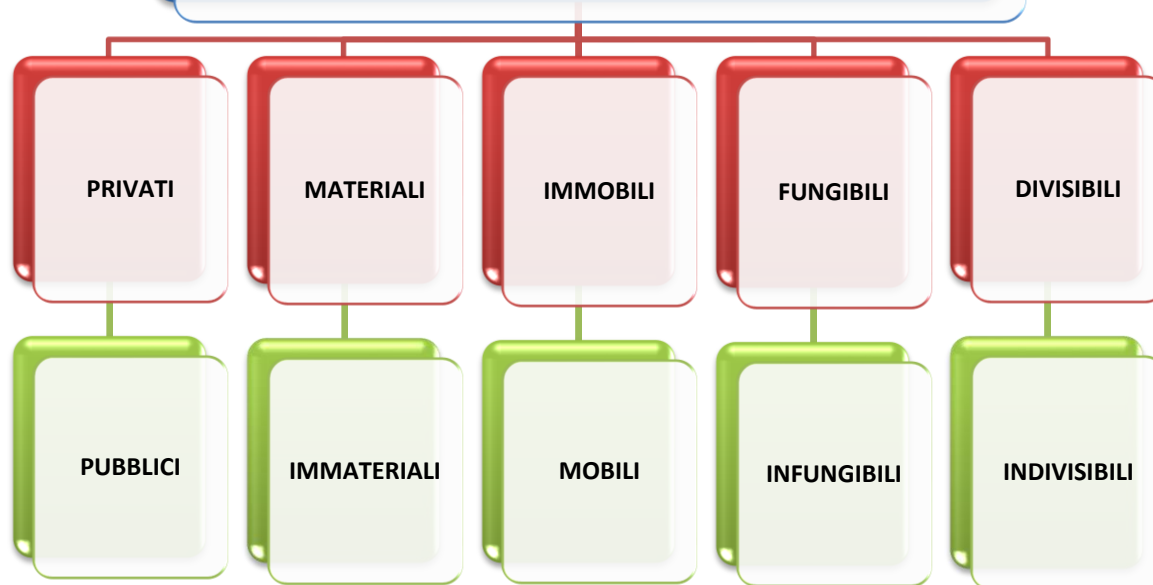 PRIVATI
MATERIALI
IMMOBILI
FUNGIBILI
DIVISIBILI
PUBBLICI
IMMATERIALI
MOBILI
INFUNGIBILI
INDIVISIBILI